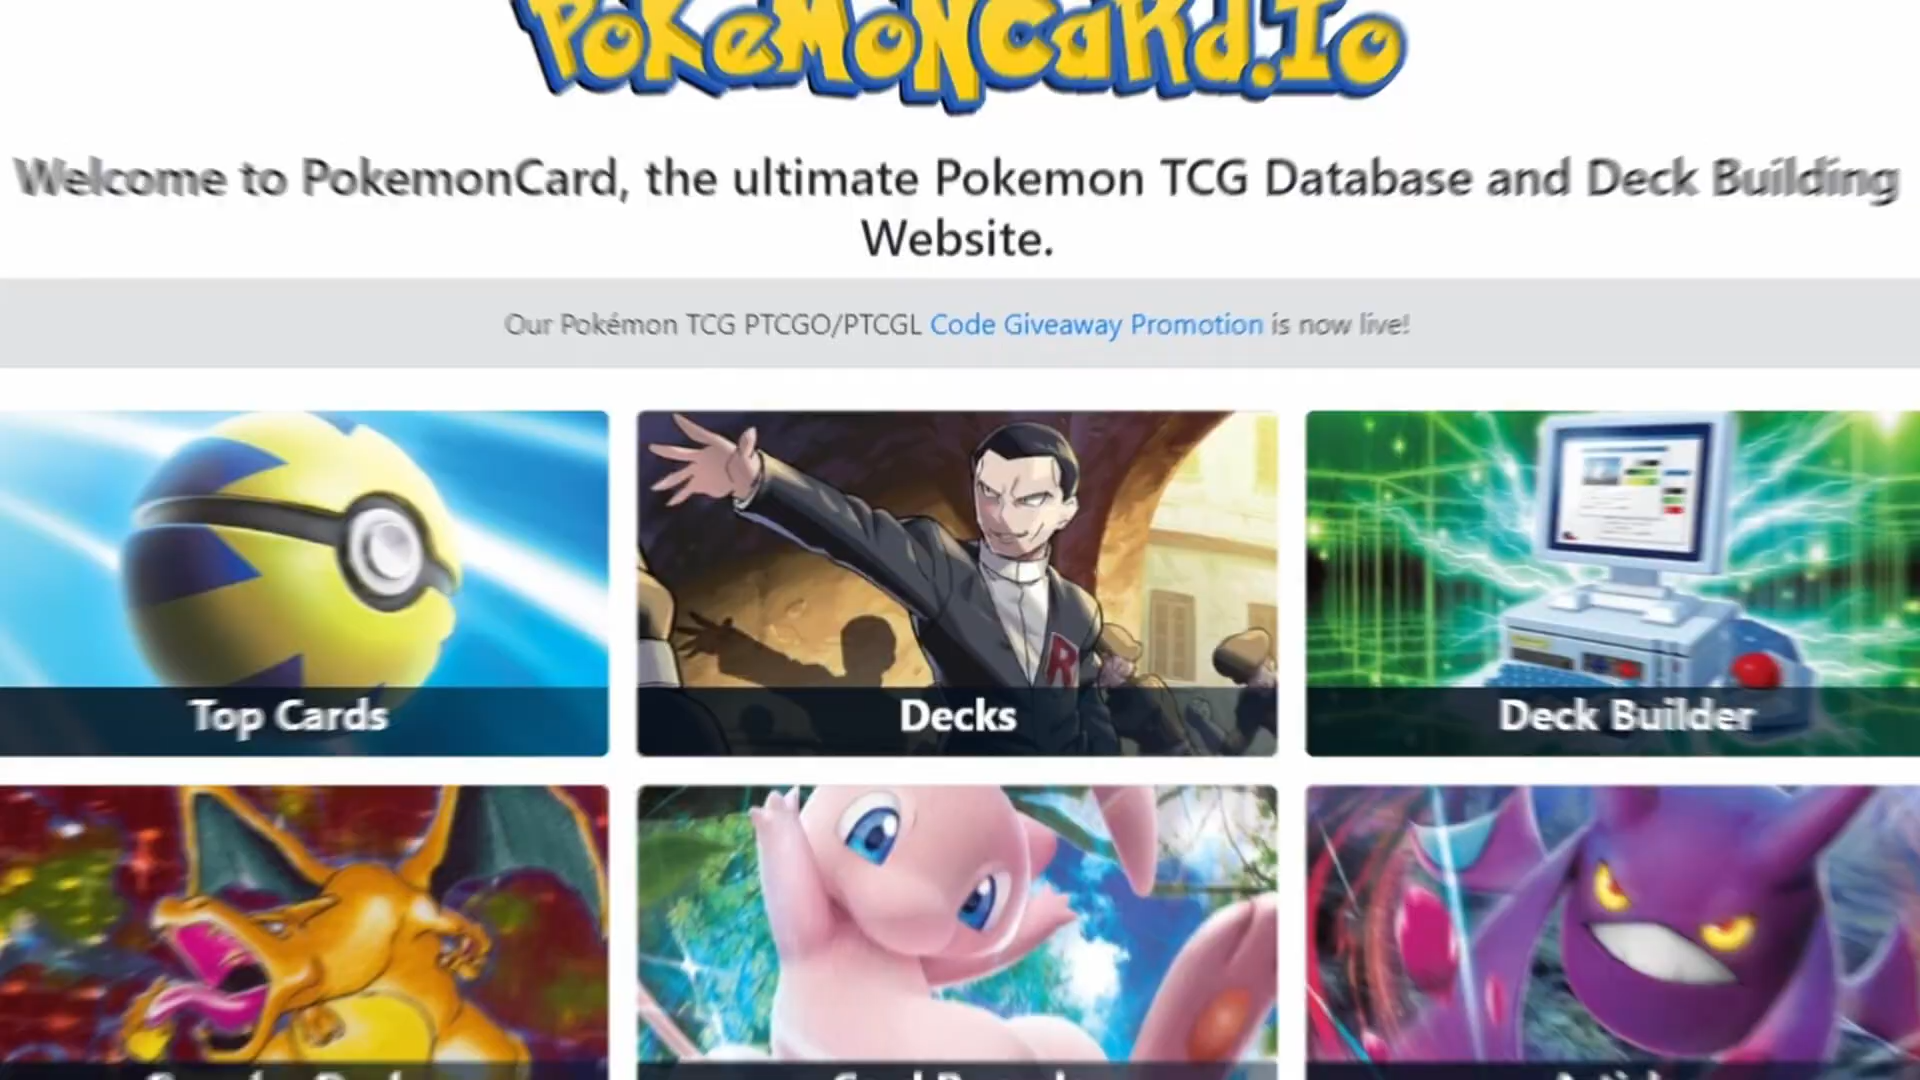 PoKeMoNCaRd.Io
Welcome to PokemonCard, the ultimate Pokemon TCG Database and Deck Building
Website.
Our Pokémon TCG PTCGO/PTCGL Code Giveaway Promotion is now live!
R
Top Cards
Decks
Deck Builder